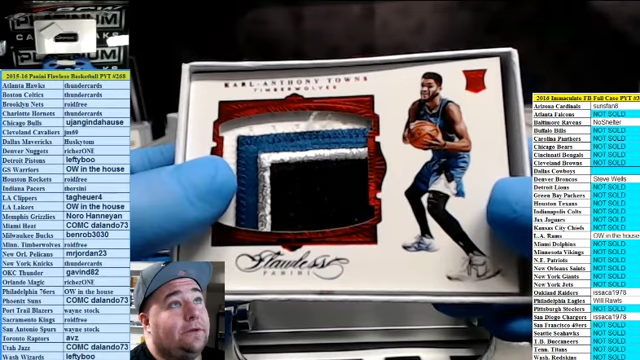 PLATINUM
2015-16 Panini Flawless Basketball PYT #268
Atlanta Hawks thundercards
Boston Celtics thundercards
Brooklyn Nets roidfree
Charlotte Hornets thundercards
Chicago Bulls ujangindahause
Cleveland Cavaliers jm69
Dallas Mavericks Huskytom
Denver Nuggets richezONE
Detroit Pistons leftyboo
GS Warriors OW in the house
Houston Rockets roidfree
Indiana Pacers thorsini
LA Clippers tagheuer4
LA Lakers OW in the house
Memphis Grizzlies Noro Hanneyan
Miami Heat COMC dalando73
Milwaukee Bucks benrob3030
Minn. Timberwolves roidfree
New Orl. Pelicans mrjordan23
New York Knicks thundercards
OKC Thunder gavind82
Orlando Magic richezONE
Philadelphia 76ers OW in the house
Phoenix Suns COMC dalando73
Port Trail Blazers wayne stock
Sacramento Kings roidfree
San Antonio Spurs wayne stock
Toronto Raptors avz
Utah Jazz COMC dalando73
Wash Wizards leftyboo
KARL-ANTHONY TOWNS
TIMBERWOLVES
RC
Flawless
PANINI
2016 Immaculate FB Full Case PYT #3
Arizona Cardinals sunsfan8
Atlanta Falcons NOT SOLD
Baltimore Ravens NoShelter
Buffalo Bills NOT SOLD
Carolina Panthers NOT SOLD
Chicago Bears NOT SOLD
Cincinnati Bengals NOT SOLD
Cleveland Browns NOT SOLD
Dallas Cowboys
Denver Broncos Steve Wells
Detroit Lions NOT SOLD
Green Bay Packers NOT SOLD
Houston Texans NOT SOLD
Indianapolis Colts NOT SOLD
Jax Jaguars NOT SOLD
Kansas City Chiefs NOT SOLD
L.A. Rams OW in the house
Miami Dolphins NOT SOLD
Minnesota Vikings NOT SOLD
N.E. Patriots NOT SOLD
New Orleans Saints NOT SOLD
New York Giants NOT SOLD
New York Jets NOT SOLD
Oakland Raiders issaca1978
Philadelphia Eagles Will Rawls
Pittsburgh Steelers NOT SOLD
San Diego Chargers issaca1978
San Francisco 49ers NOT SOLD
Seattle Seahawks NOT SOLD
T.B. Buccaneers NOT SOLD
Tenn. Titans NOT SOLD
Wash. Redskins NOT SOLD